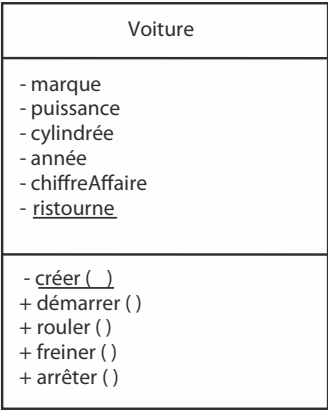 Voiture
- marque
- puissance
- cylindrée
- année
- chiffreAffaire
- ristourne
- créer ( )
+ démarrer ( )
+ rouler ( )
+ freiner ( )
+ arrêter ( )